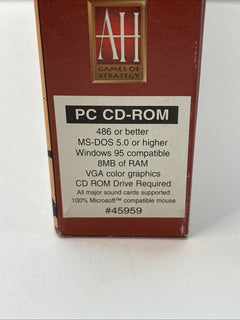 AH
GAMES OF
STRATEGY
PC CD-ROM
486 or better
MS-DOS 5.0 or higher
Windows 95 compatible
8MB of RAM
VGA color graphics
CD ROM Drive Required
All major sound cards supported
100% Microsoft™ compatible mouse
#45959